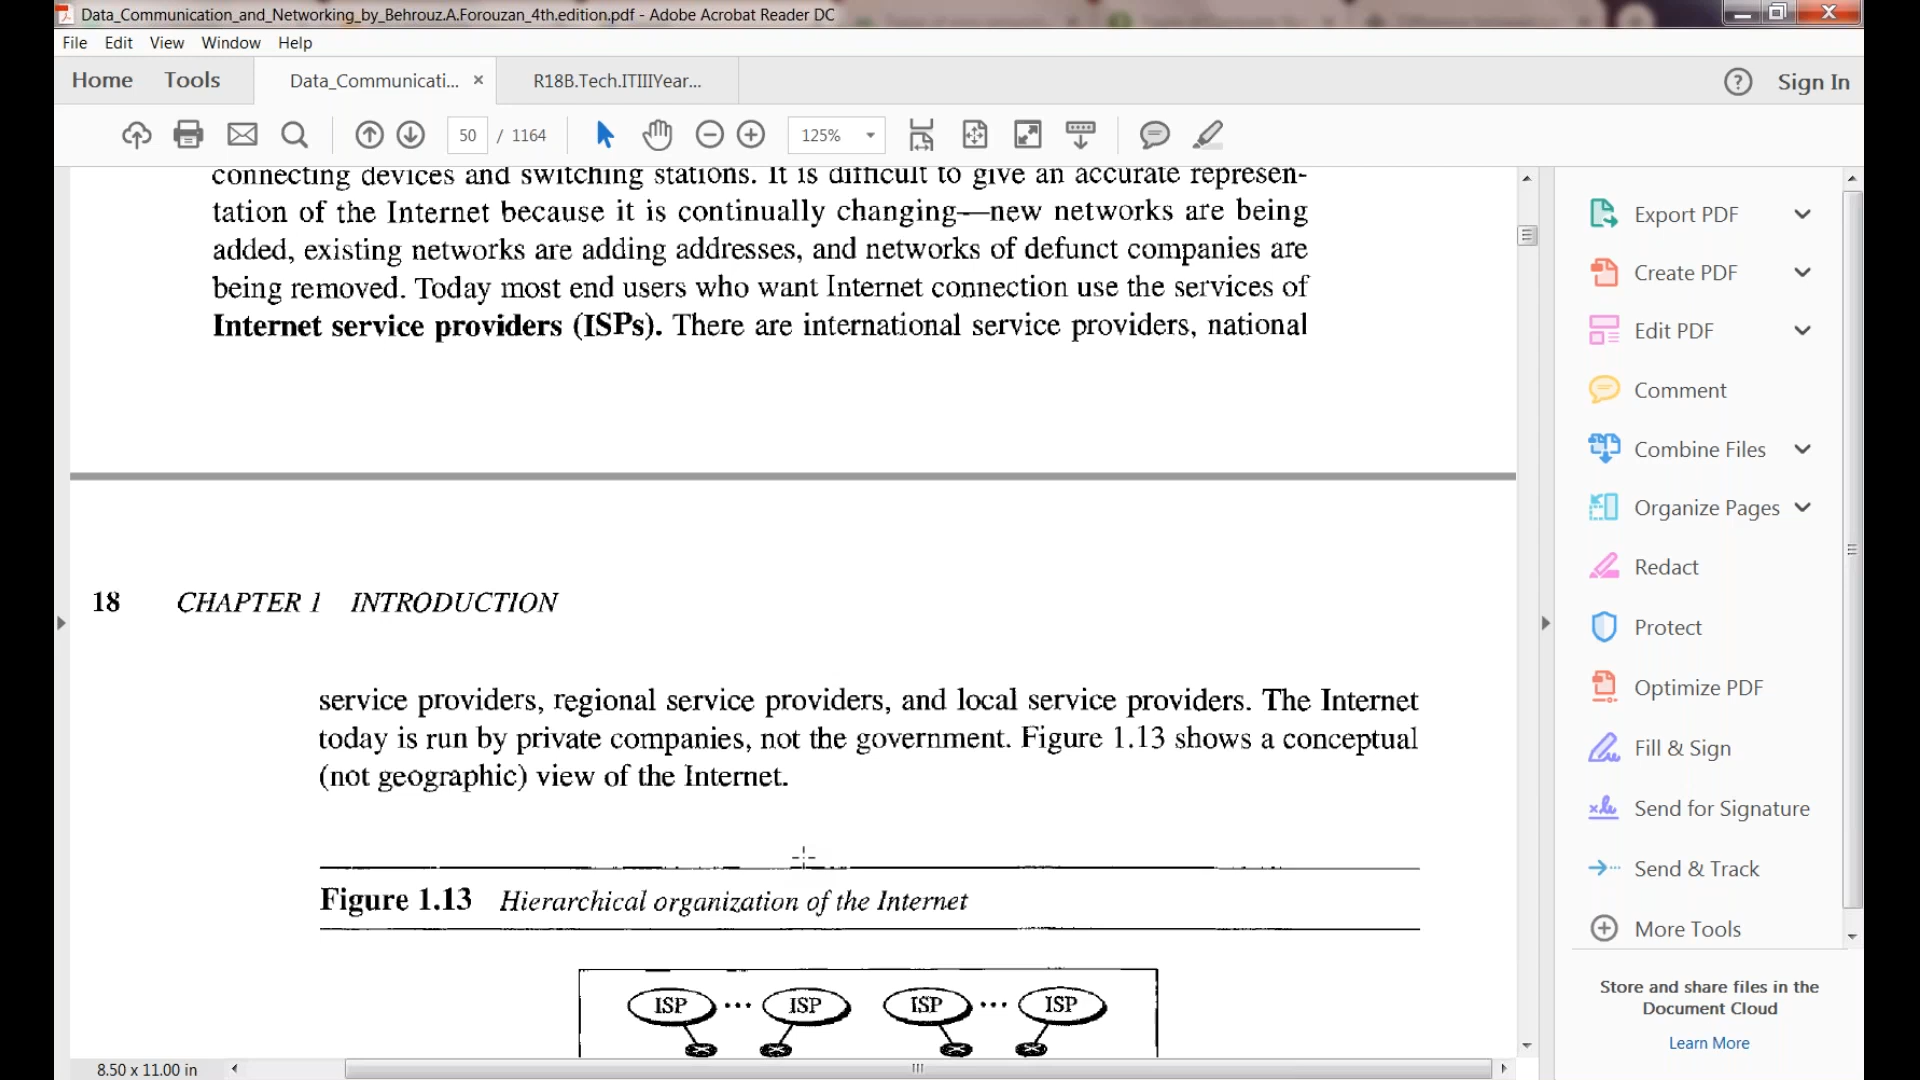 Data_Communication_and_Networking_by_Behrouz.A.Forouzan_4th.edition.pdf - Adobe Acrobat Reader DC
File Edit View Window Help
Home Tools Data_Communicati... × R18B.Tech.ITIIIYear... ? Sign In
50 / 1164 125%
connecting devices and switching stations. It is difficult to give an accurate represen-
tation of the Internet because it is continually changing—new networks are being
added, existing networks are adding addresses, and networks of defunct companies are
being removed. Today most end users who want Internet connection use the services of
Internet service providers (ISPs). There are international service providers, national
18 CHAPTER 1 INTRODUCTION
service providers, regional service providers, and local service providers. The Internet
today is run by private companies, not the government. Figure 1.13 shows a conceptual
(not geographic) view of the Internet.
Figure 1.13 Hierarchical organization of the Internet
ISP ••• ISP ISP ••• ISP
8.50 x 11.00 in
Export PDF
Create PDF
Edit PDF
Comment
Combine Files
Organize Pages
Redact
Protect
Optimize PDF
Fill & Sign
Send for Signature
Send & Track
More Tools
Store and share files in the
Document Cloud
Learn More